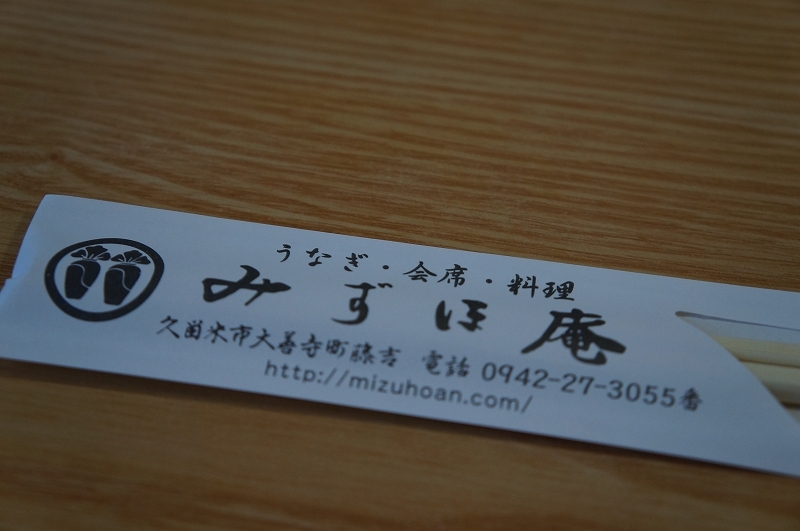 うなぎ・会席・料理
みずほ庵
久留米市大善寺町藤吉 電話 0942-27-3055番
http://mizuhoan.com/